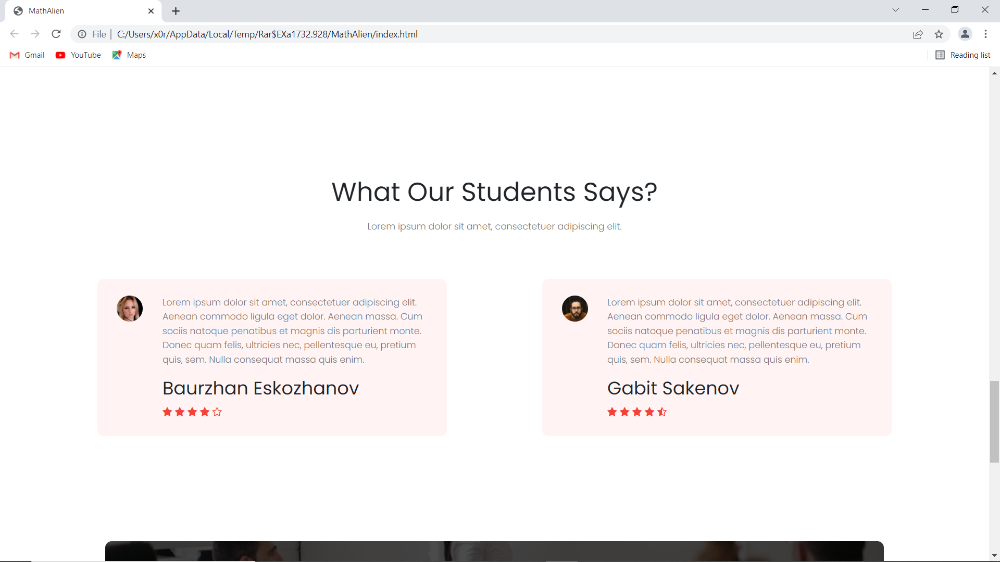 MathAlien
File
C:/Users/x0r/AppData/Local/Temp/Rar$EXa1732.928/MathAlien/index.html
Gmail
YouTube
Maps
Reading list
What Our Students Says?
Lorem ipsum dolor sit amet, consectetuer adipiscing elit.
Lorem ipsum dolor sit amet, consectetuer adipiscing elit.
Aenean commodo ligula eget dolor. Aenean massa. Cum
sociis natoque penatibus et magnis dis parturient monte.
Donec quam felis, ultricies nec, pellentesque eu, pretium
quis, sem. Nulla consequat massa quis enim.
Baurzhan Eskozhanov
Lorem ipsum dolor sit amet, consectetuer adipiscing elit.
Aenean commodo ligula eget dolor. Aenean massa. Cum
sociis natoque penatibus et magnis dis parturient monte.
Donec quam felis, ultricies nec, pellentesque eu, pretium
quis, sem. Nulla consequat massa quis enim.
Gabit Sakenov